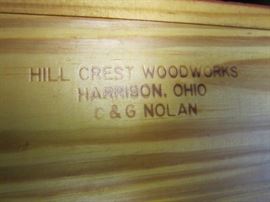 HILL CREST WOODWORKS
HARRISON, OHIO
C & G NOLAN